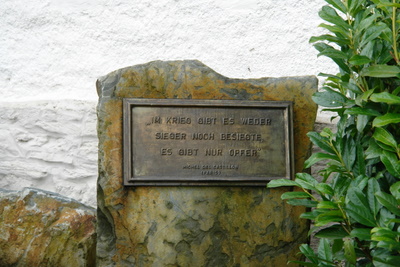 „IM KRIEG GIBT ES WEDER
SIEGER NOCH BESIEGTE,
ES GIBT NUR OPFER"